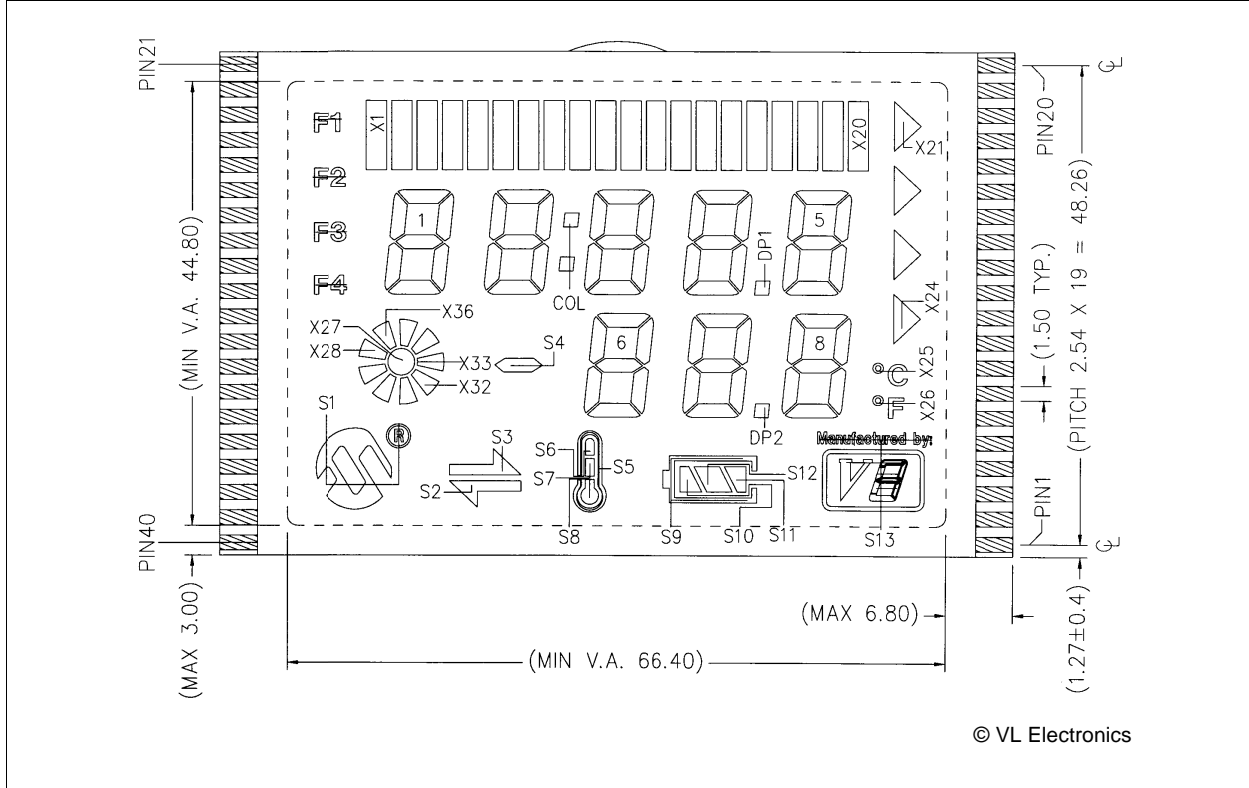 PIN21
PIN20
℄
F1
X1
X20
X21
F2
F3
F4
1
5
COL
DP1
X24
X36
X27
X28
X33
X32
S4
6
8
°C
X25
°F
X26
DP2
S1
®
S3
S2
S6
S7
S5
S8
S12
S9
S10
S11
Manufactured by:
V
S13
PIN40
PIN1
℄
(MIN V.A. 44.80)
(MAX 3.00)
(1.50 TYP.)
(PITCH 2.54 X 19 = 48.26)
(MAX 6.80)
(1.27±0.4)
(MIN V.A. 66.40)
© VL Electronics